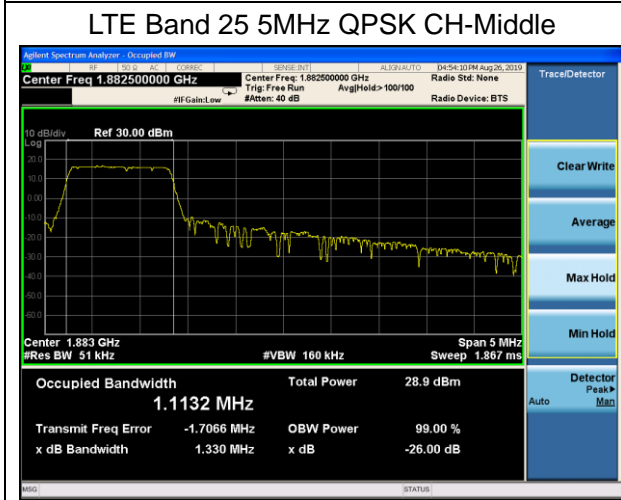 LTE Band 25 5MHz QPSK CH-Middle
Agilent Spectrum Analyzer - Occupied BW
RF 50 Ω AC CORREC SENSE:INT ALIGN AUTO 04:54:10 PM Aug 26, 2019
Center Freq 1.882500000 GHz Center Freq: 1.882500000 GHz Radio Std: None Trace/Detector
Trig: Free Run Avg|Hold:> 100/100
#IFGain:Low #Atten: 40 dB Radio Device: BTS
10 dB/div Ref 30.00 dBm
Log
20.0
10.0
0.00
-10.0
-20.0
-30.0
-40.0
-50.0
-60.0
Clear Write
Average
Max Hold
Min Hold
Center 1.883 GHz Span 5 MHz
#Res BW 51 kHz #VBW 160 kHz Sweep 1.867 ms
Occupied Bandwidth Total Power 28.9 dBm
1.1132 MHz
Detector
Peak▶
Auto Man
Transmit Freq Error -1.7066 MHz OBW Power 99.00 %
x dB Bandwidth 1.330 MHz x dB -26.00 dB
MSG STATUS